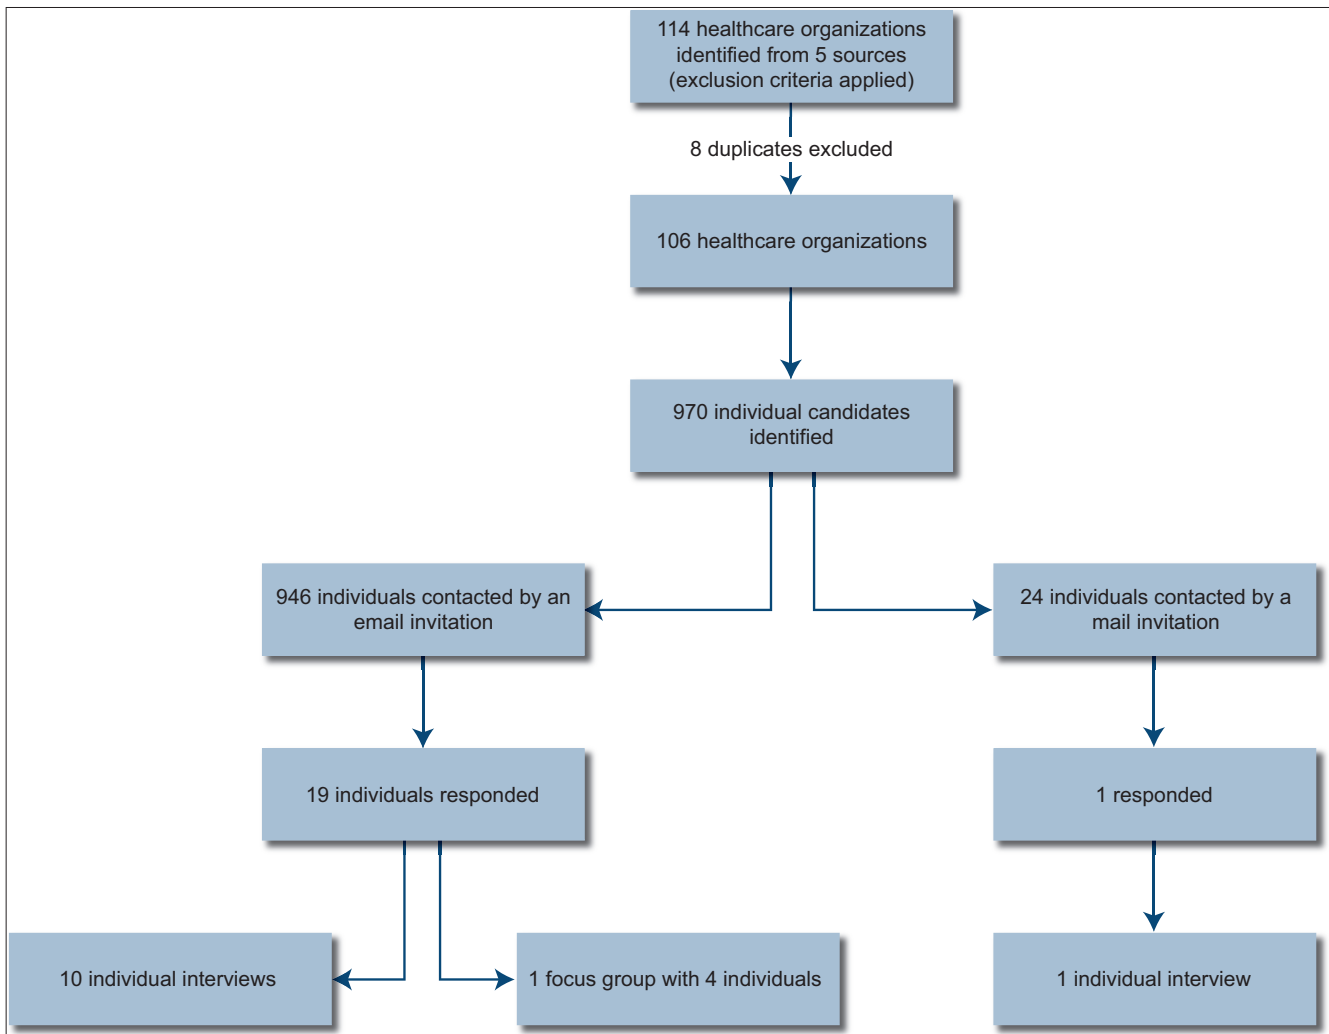 114 healthcare organizations
identified from 5 sources
(exclusion criteria applied)
8 duplicates excluded
106 healthcare organizations
970 individual candidates
identified
946 individuals contacted by an
email invitation
24 individuals contacted by a
mail invitation
19 individuals responded
1 responded
10 individual interviews
1 focus group with 4 individuals
1 individual interview